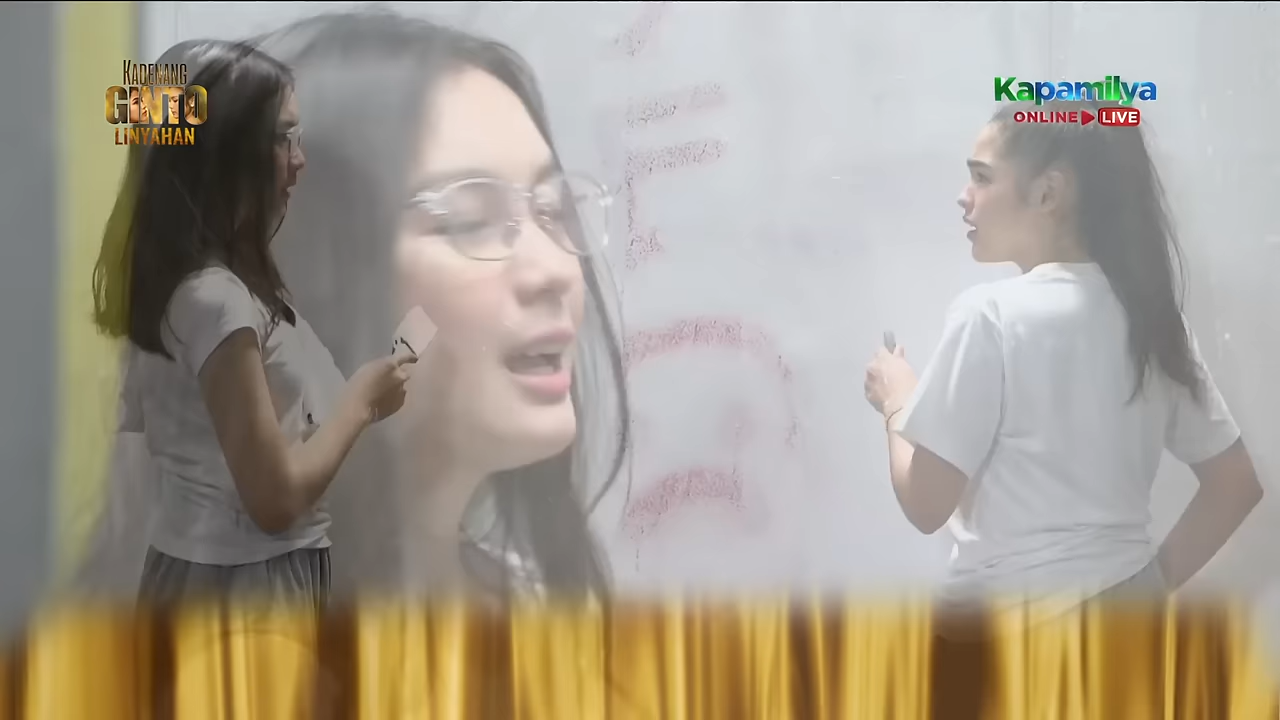 KADENANG
GINTO
LINYAHAN
Kapamilya
ONLINE LIVE